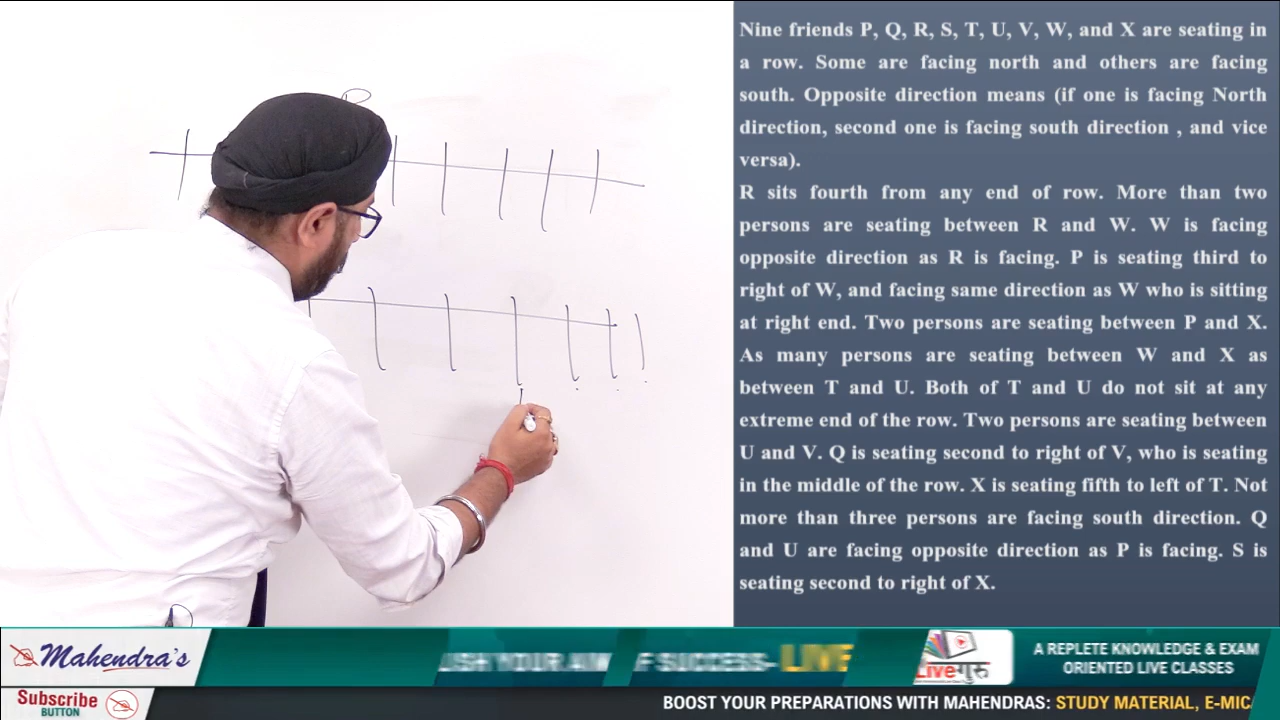 Nine friends P, Q, R, S, T, U, V, W, and X are seating in
a row. Some are facing north and others are facing
south. Opposite direction means (if one is facing North
direction, second one is facing south direction , and vice
versa).
R sits fourth from any end of row. More than two
persons are seating between R and W. W is facing
opposite direction as R is facing. P is seating third to
right of W, and facing same direction as W who is sitting
at right end. Two persons are seating between P and X.
As many persons are seating between W and X as
between T and U. Both of T and U do not sit at any
extreme end of the row. Two persons are seating between
U and V. Q is seating second to right of V, who is seating
in the middle of the row. X is seating fifth to left of T. Not
more than three persons are facing south direction. Q
and U are facing opposite direction as P is facing. S is
seating second to right of X.
Mahendra's
USH YOUR AIM F SUCCESS- LIVE
Live गुरु
A REPLETE KNOWLEDGE & EXAM
ORIENTED LIVE CLASSES
Subscribe
BUTTON
BOOST YOUR PREPARATIONS WITH MAHENDRAS: STUDY MATERIAL, E-MIC